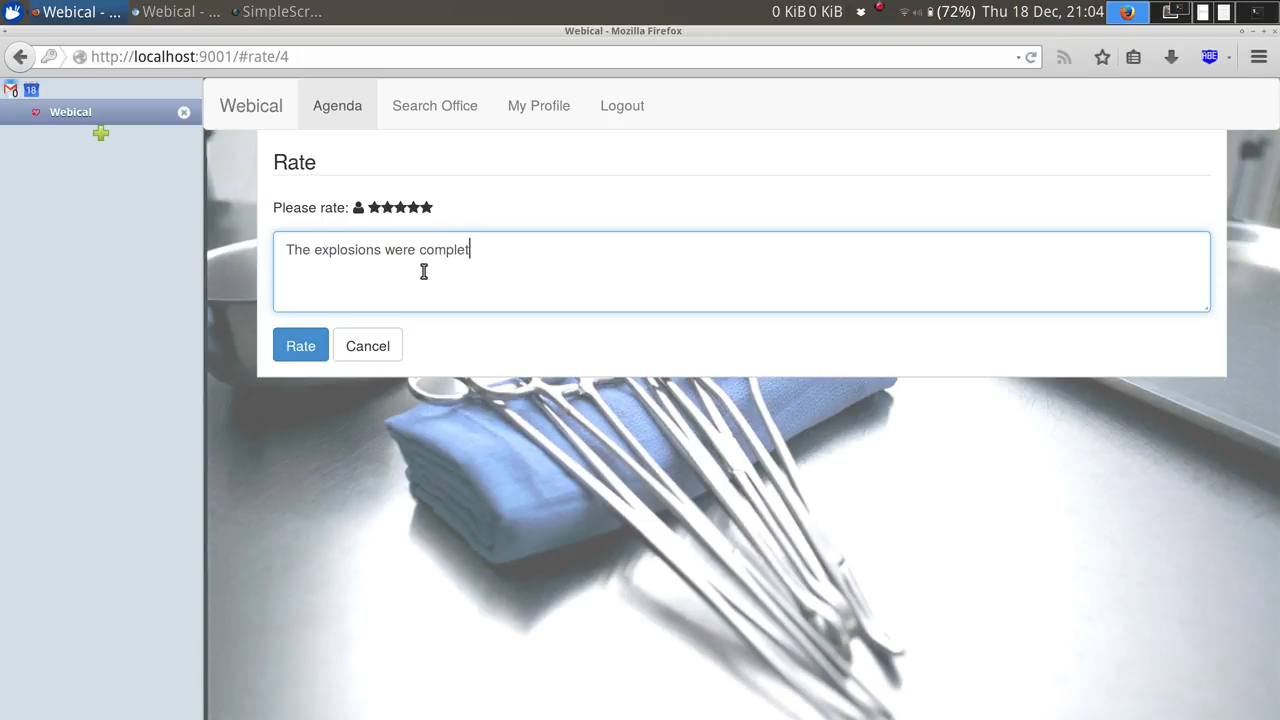 Webical - ...
Webical - ...
SimpleScr...
0 KiB 0 KiB
(72%)
Thu 18 Dec, 21:04
Webical - Mozilla Firefox
http://localhost:9001/#rate/4
ABE
18
Webical
Webical
Agenda
Search Office
My Profile
Logout
Rate
Please rate:
The explosions were complet
Rate
Cancel